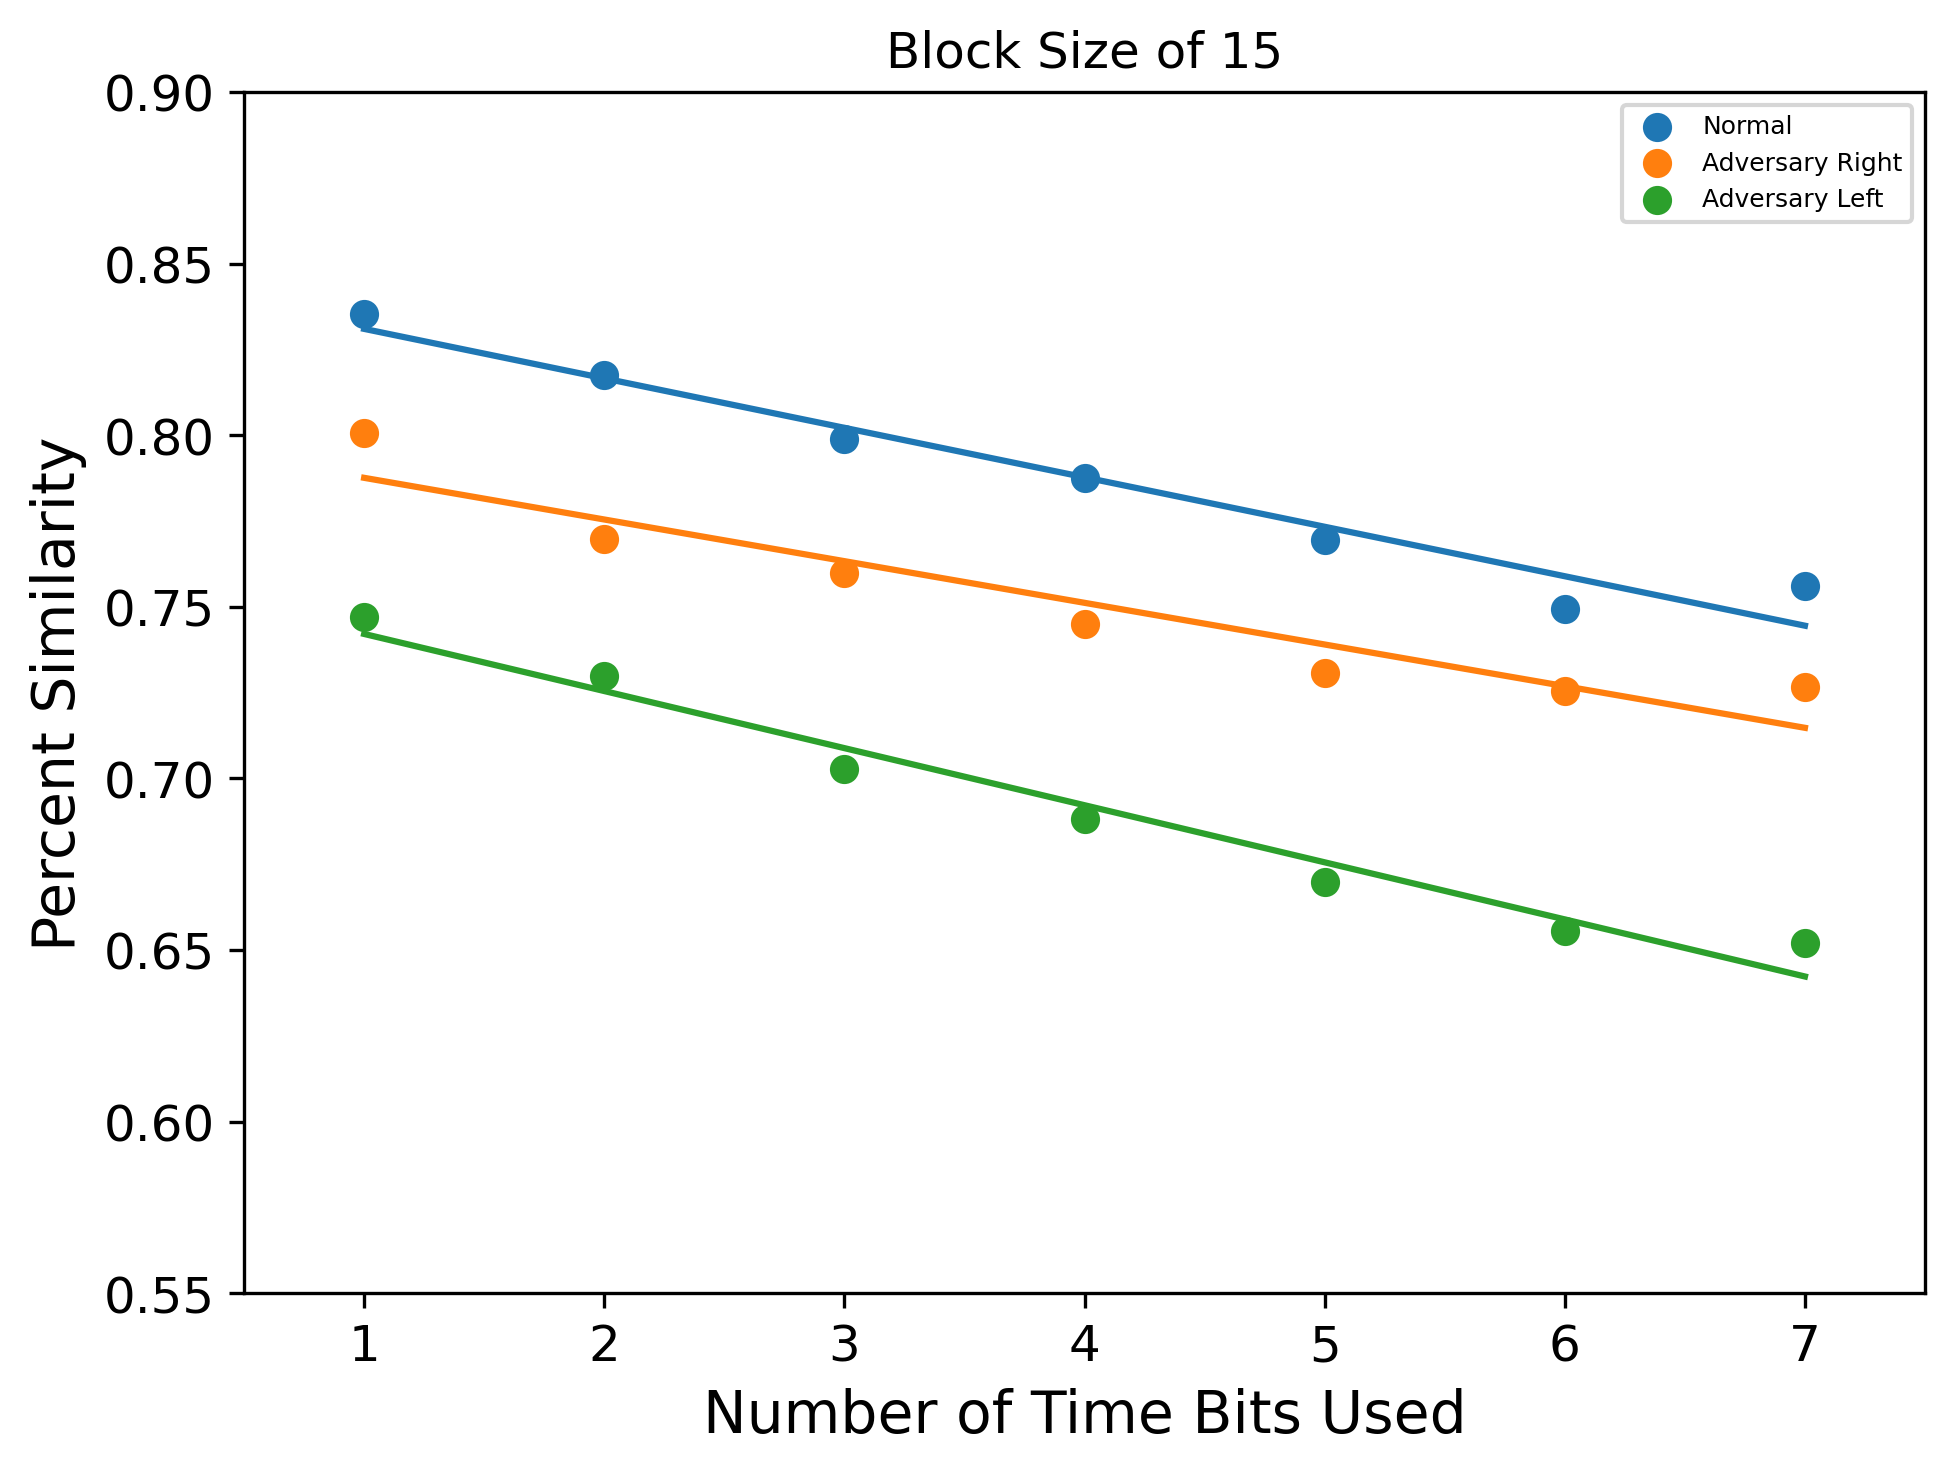 Block Size of 15
0.90
0.85
0.80
0.75
0.70
0.65
0.60
0.55
Percent Similarity
Normal
Adversary Right
Adversary Left
1 2 3 4 5 6 7
Number of Time Bits Used